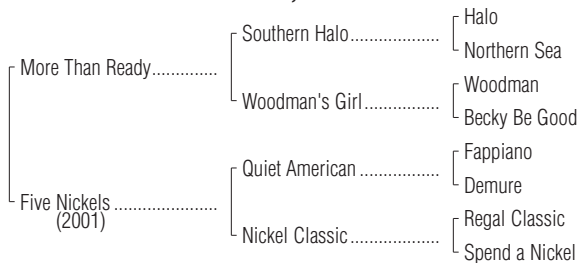 Halo
Southern Halo...................
Northern Sea
More Than Ready..............
Woodman
Woodman's Girl................
Becky Be Good
Fappiano
Quiet American .................
Demure
Five Nickels ......................
(2001)
Regal Classic
Nickel Classic...................
Spend a Nickel